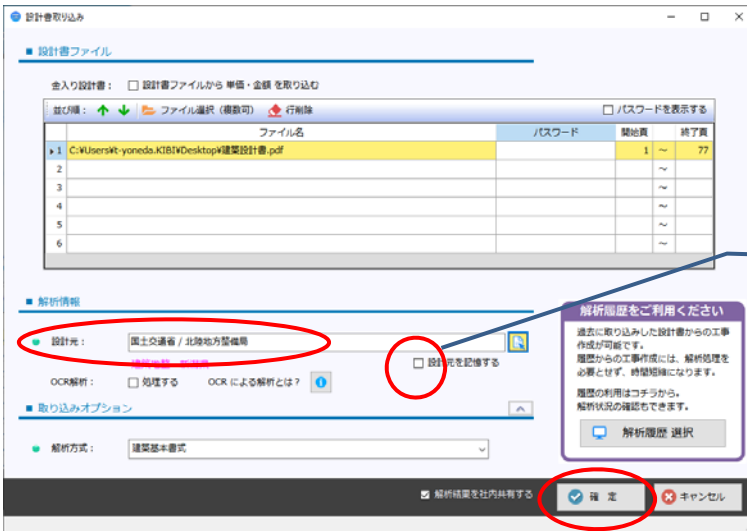 設計書取り込み
■ 設計書ファイル
金入り設計書： 設計書ファイルから 単価・金額 を取り込む
並び順： ファイル選択（複数可） 行削除 パスワードを表示する
ファイル名 パスワード 開始頁 終了頁
1 C:¥Users¥t-yoneda.KIBI¥Desktop¥建築設計書.pdf 1 ～ 77
2 ～
3 ～
4 ～
5 ～
6 ～
■ 解析情報
設計元： 国土交通省 / 北陸地方整備局
設計元を記憶する
OCR解析： 処理する OCR による解析とは？
■ 取り込みオプション
解析方式： 建築基本書式
解析履歴をご利用ください
過去に取り込みした設計書からの工事
作成が可能です。
履歴からの工事作成には、解析処理を
必要とせず、時間短縮になります。
履歴の利用はコチラから。
解析状況の確認もできます。
解析履歴 選択
解析結果を社内共有する 確 定 キャンセル